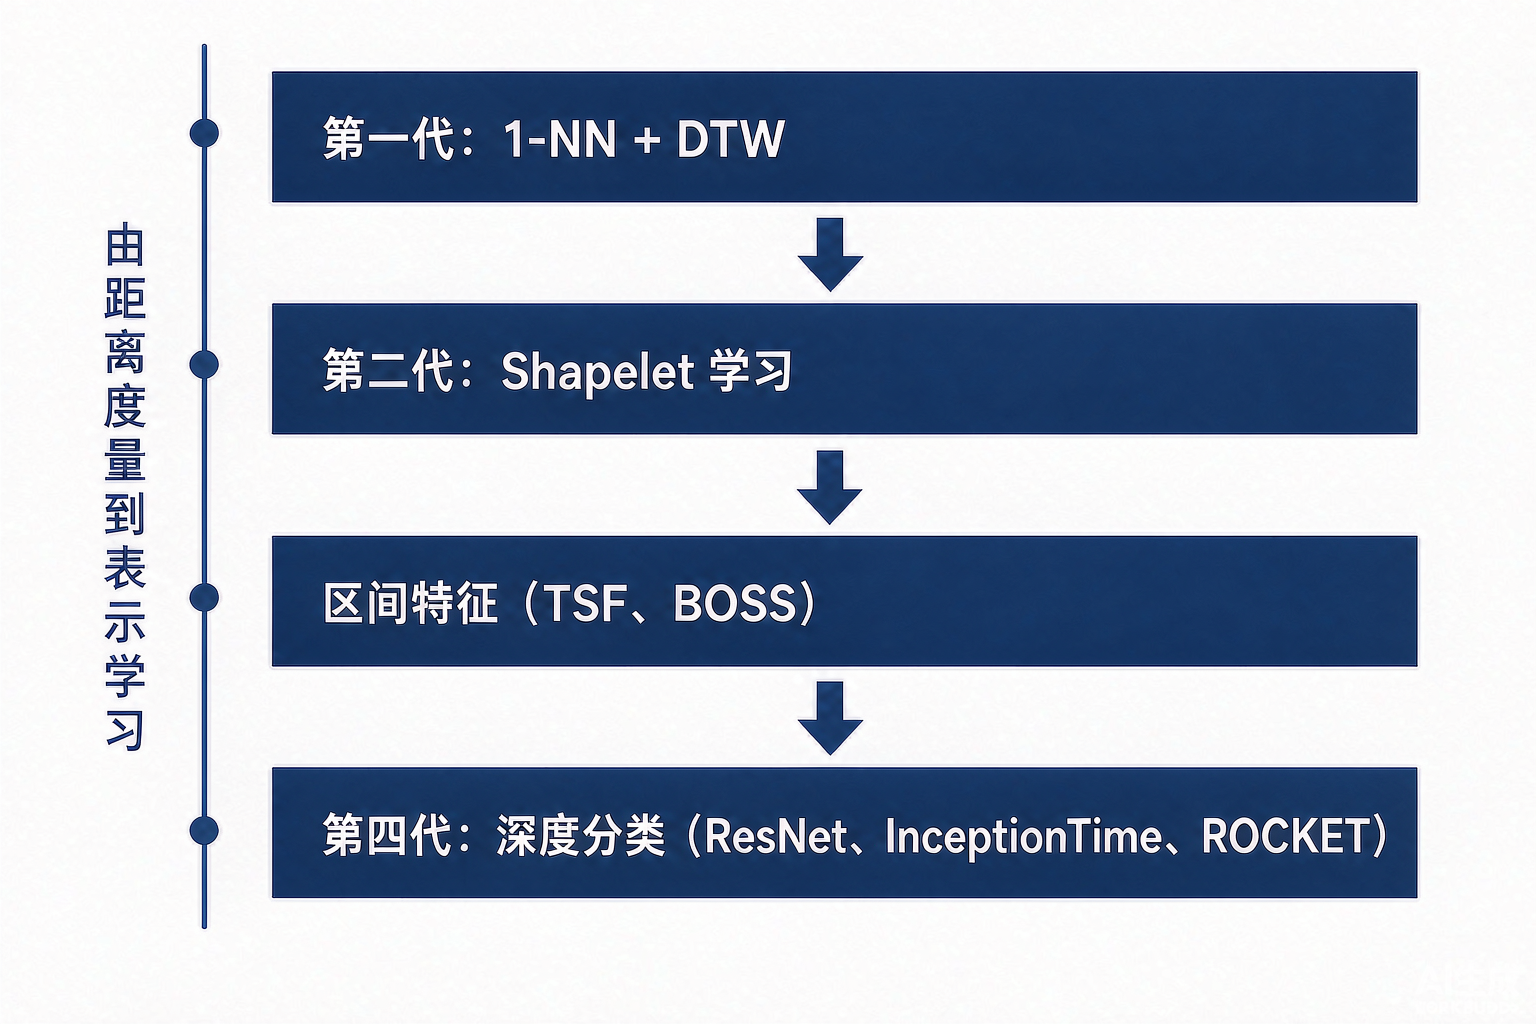 由距离度量到表示学习
第一代：1-NN + DTW
第二代：Shapelet 学习
区间特征（TSF、BOSS）
第四代：深度分类（ResNet、InceptionTime、ROCKET）